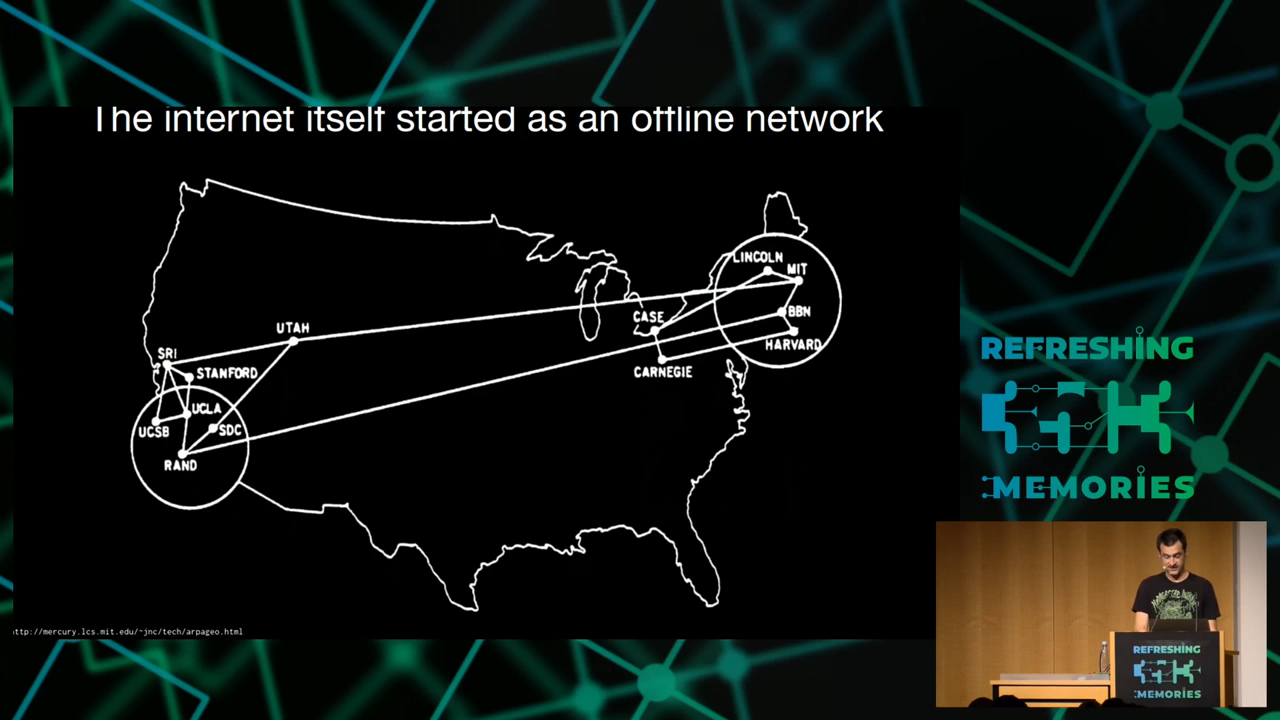 The internet itself started as an offline network
LINCOLN
MIT
CASE
BBN
HARVARD
CARNEGIE
UTAH
SRI
STANFORD
UCLA
UCSB
SDC
RAND
http://mercury.lcs.mit.edu/~jnc/tech/arpageo.html
REFRESHING
MEMORIES
REFRESHING
MEMORIES